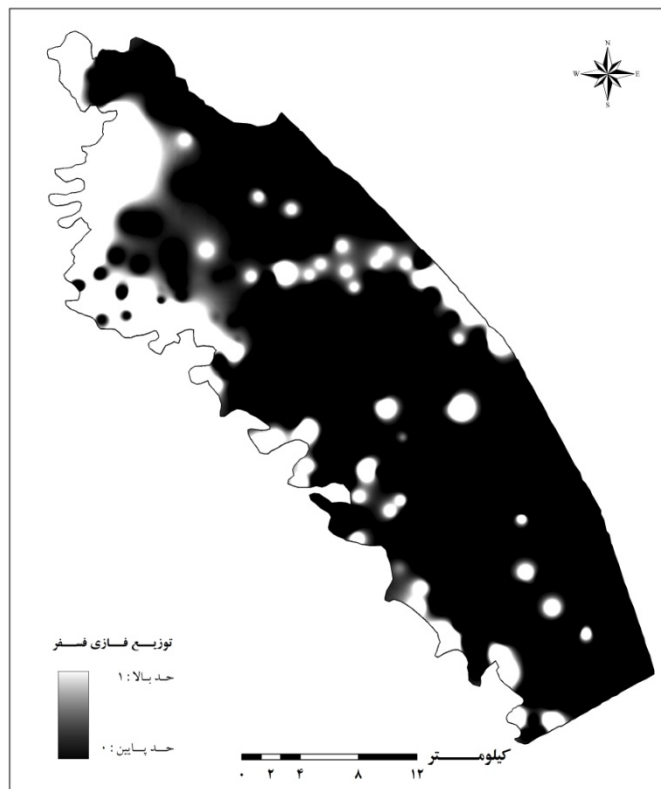 N
W E
S
توزیع فازی فسفر
حد بالا : ۱
حد پایین : ۰
کیلومتر
۰ ۲ ۴ ۸ ۱۲